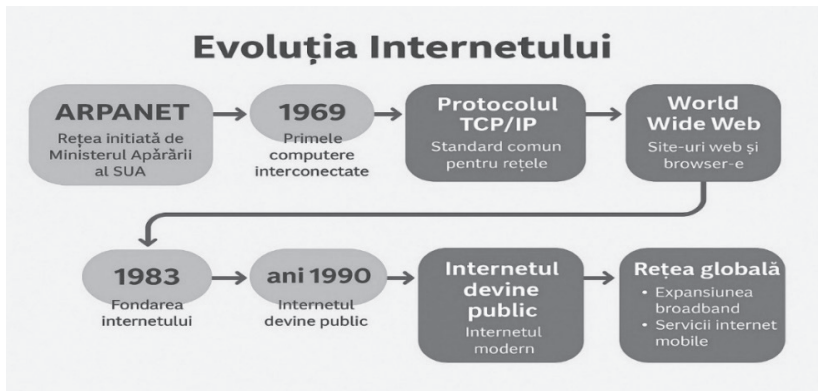 Evoluția Internetului
ARPANET
Rețea initiată de
Ministerul Apărării
al SUA
1969
Primele
computere
interconectate
Protocolul
TCP/IP
Standard comun
pentru rețele
World
Wide Web
Site-uri web și
browser-e
1983
Fondarea
internetului
ani 1990
Internetul
devine public
Internetul
devine
public
Internetul
modern
Rețea globală
• Expansiunea
broadband
• Servicii internet
mobile